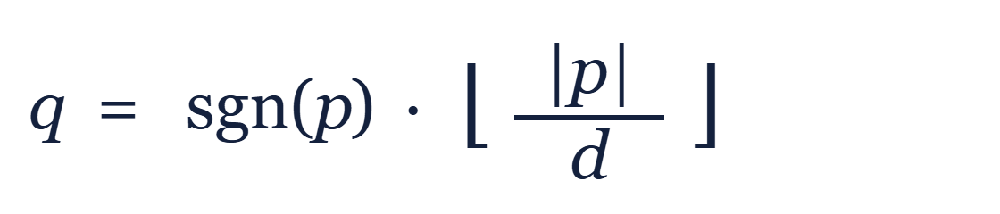 q = sgn(p) · ⌊ |p| / d ⌋